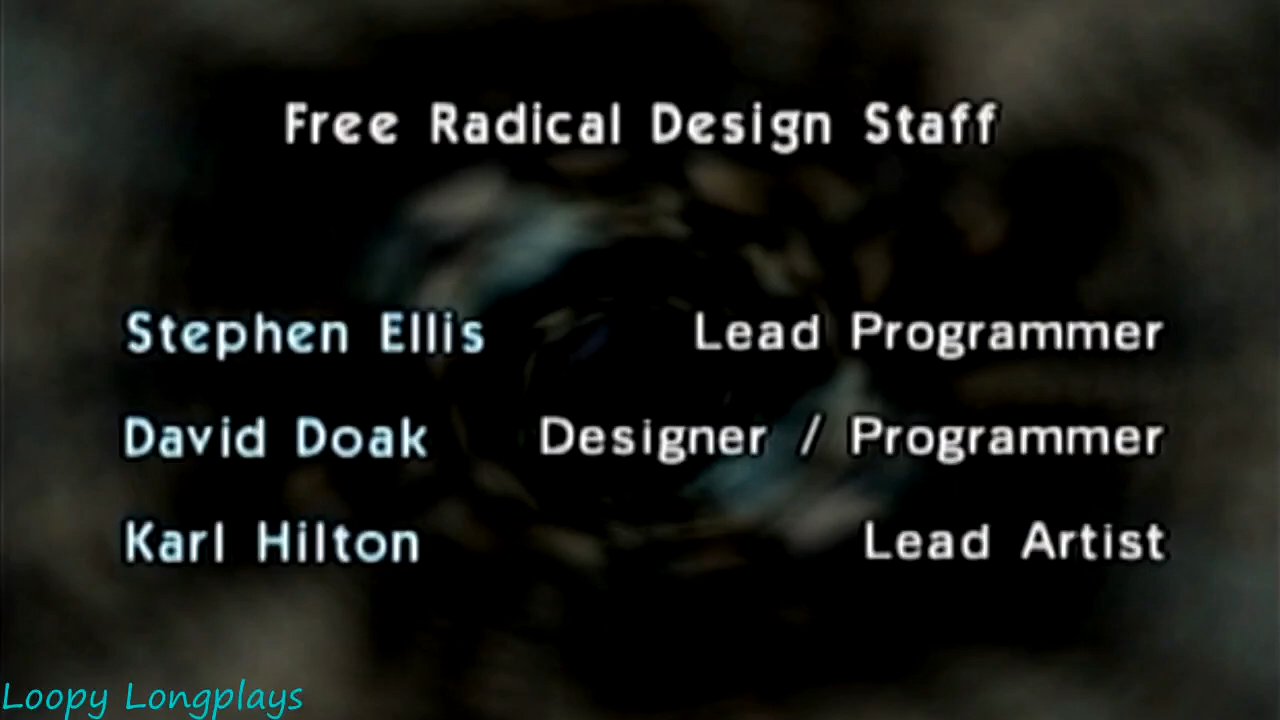 Free Radical Design Staff
Stephen Ellis Lead Programmer
David Doak Designer / Programmer
Karl Hilton Lead Artist
Loopy Longplays